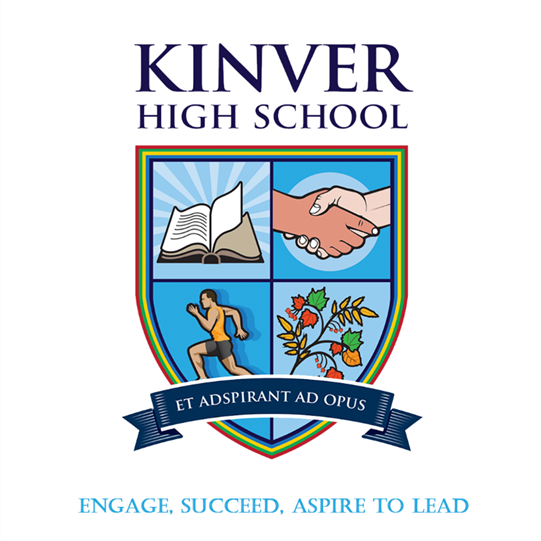 KINVER
HIGH SCHOOL
ET ADSPIRANT AD OPUS
ENGAGE, SUCCEED, ASPIRE TO LEAD